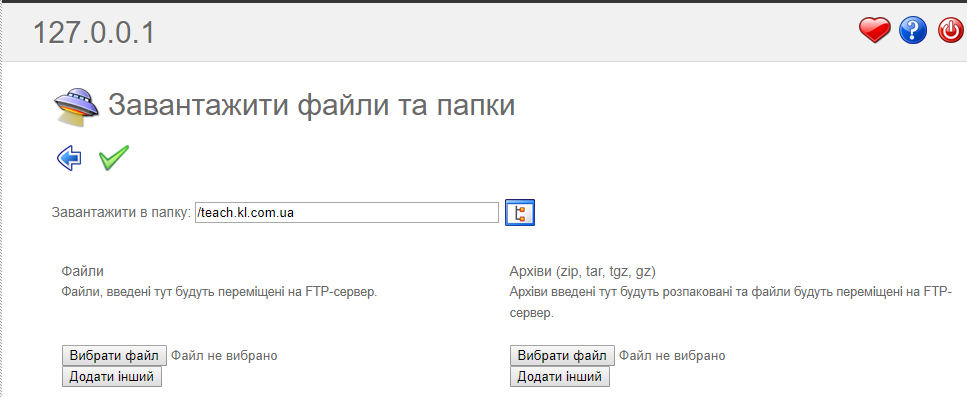 127.0.0.1
Завантажити файли та папки
Завантажити в папку: /teach.kl.com.ua
Файли
Файли, введені тут будуть переміщені на FTP-сервер.
Вибрати файл Файл не вибрано
Додати інший
Архіви (zip, tar, tgz, gz)
Архіви введені тут будуть розпаковані та файли будуть переміщені на FTP-
сервер.
Вибрати файл Файл не вибрано
Додати інший